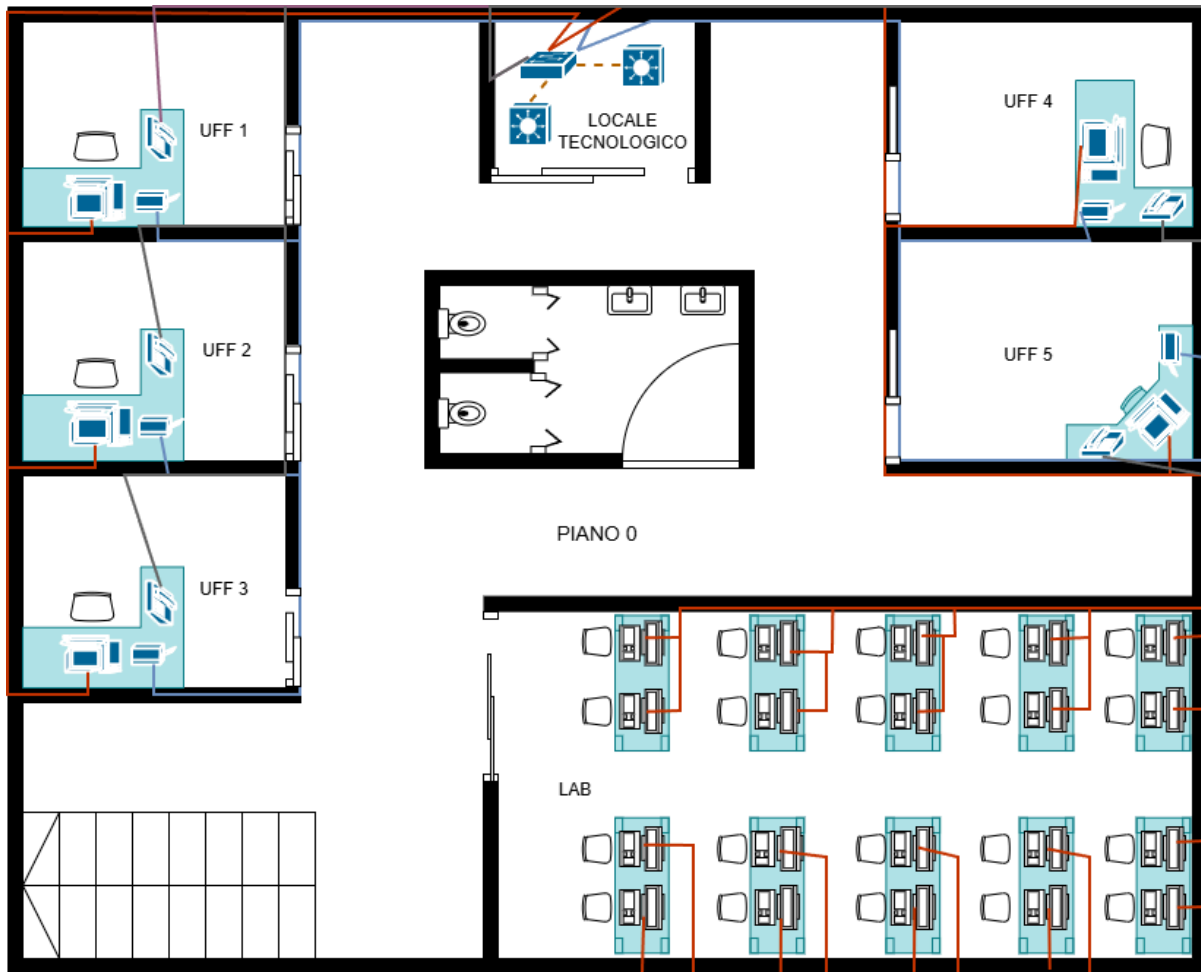 UFF 1
LOCALE
TECNOLOGICO
UFF 4
UFF 2
UFF 5
PIANO 0
UFF 3
LAB